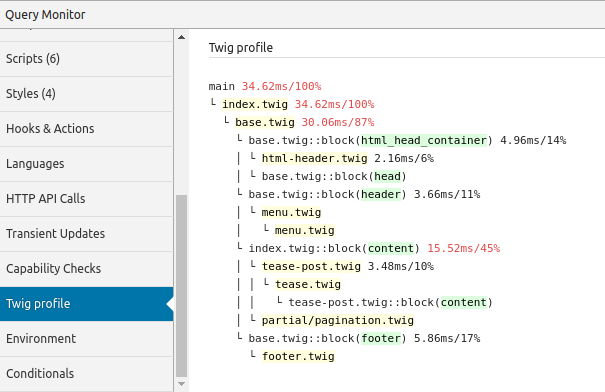 Query Monitor
Scripts (6)
Styles (4)
Hooks & Actions
Languages
HTTP API Calls
Transient Updates
Capability Checks
Twig profile
Environment
Conditionals
Twig profile
main 34.62ms/100%
└ index.twig 34.62ms/100%
└ base.twig 30.06ms/87%
└ base.twig::block(html_head_container) 4.96ms/14%
│ └ html-header.twig 2.16ms/6%
│ └ base.twig::block(head)
└ base.twig::block(header) 3.66ms/11%
│ └ menu.twig
│ └ menu.twig
└ index.twig::block(content) 15.52ms/45%
│ └ tease-post.twig 3.48ms/10%
│ │ └ tease.twig
│ │ └ tease-post.twig::block(content)
│ └ partial/pagination.twig
└ base.twig::block(footer) 5.86ms/17%
└ footer.twig